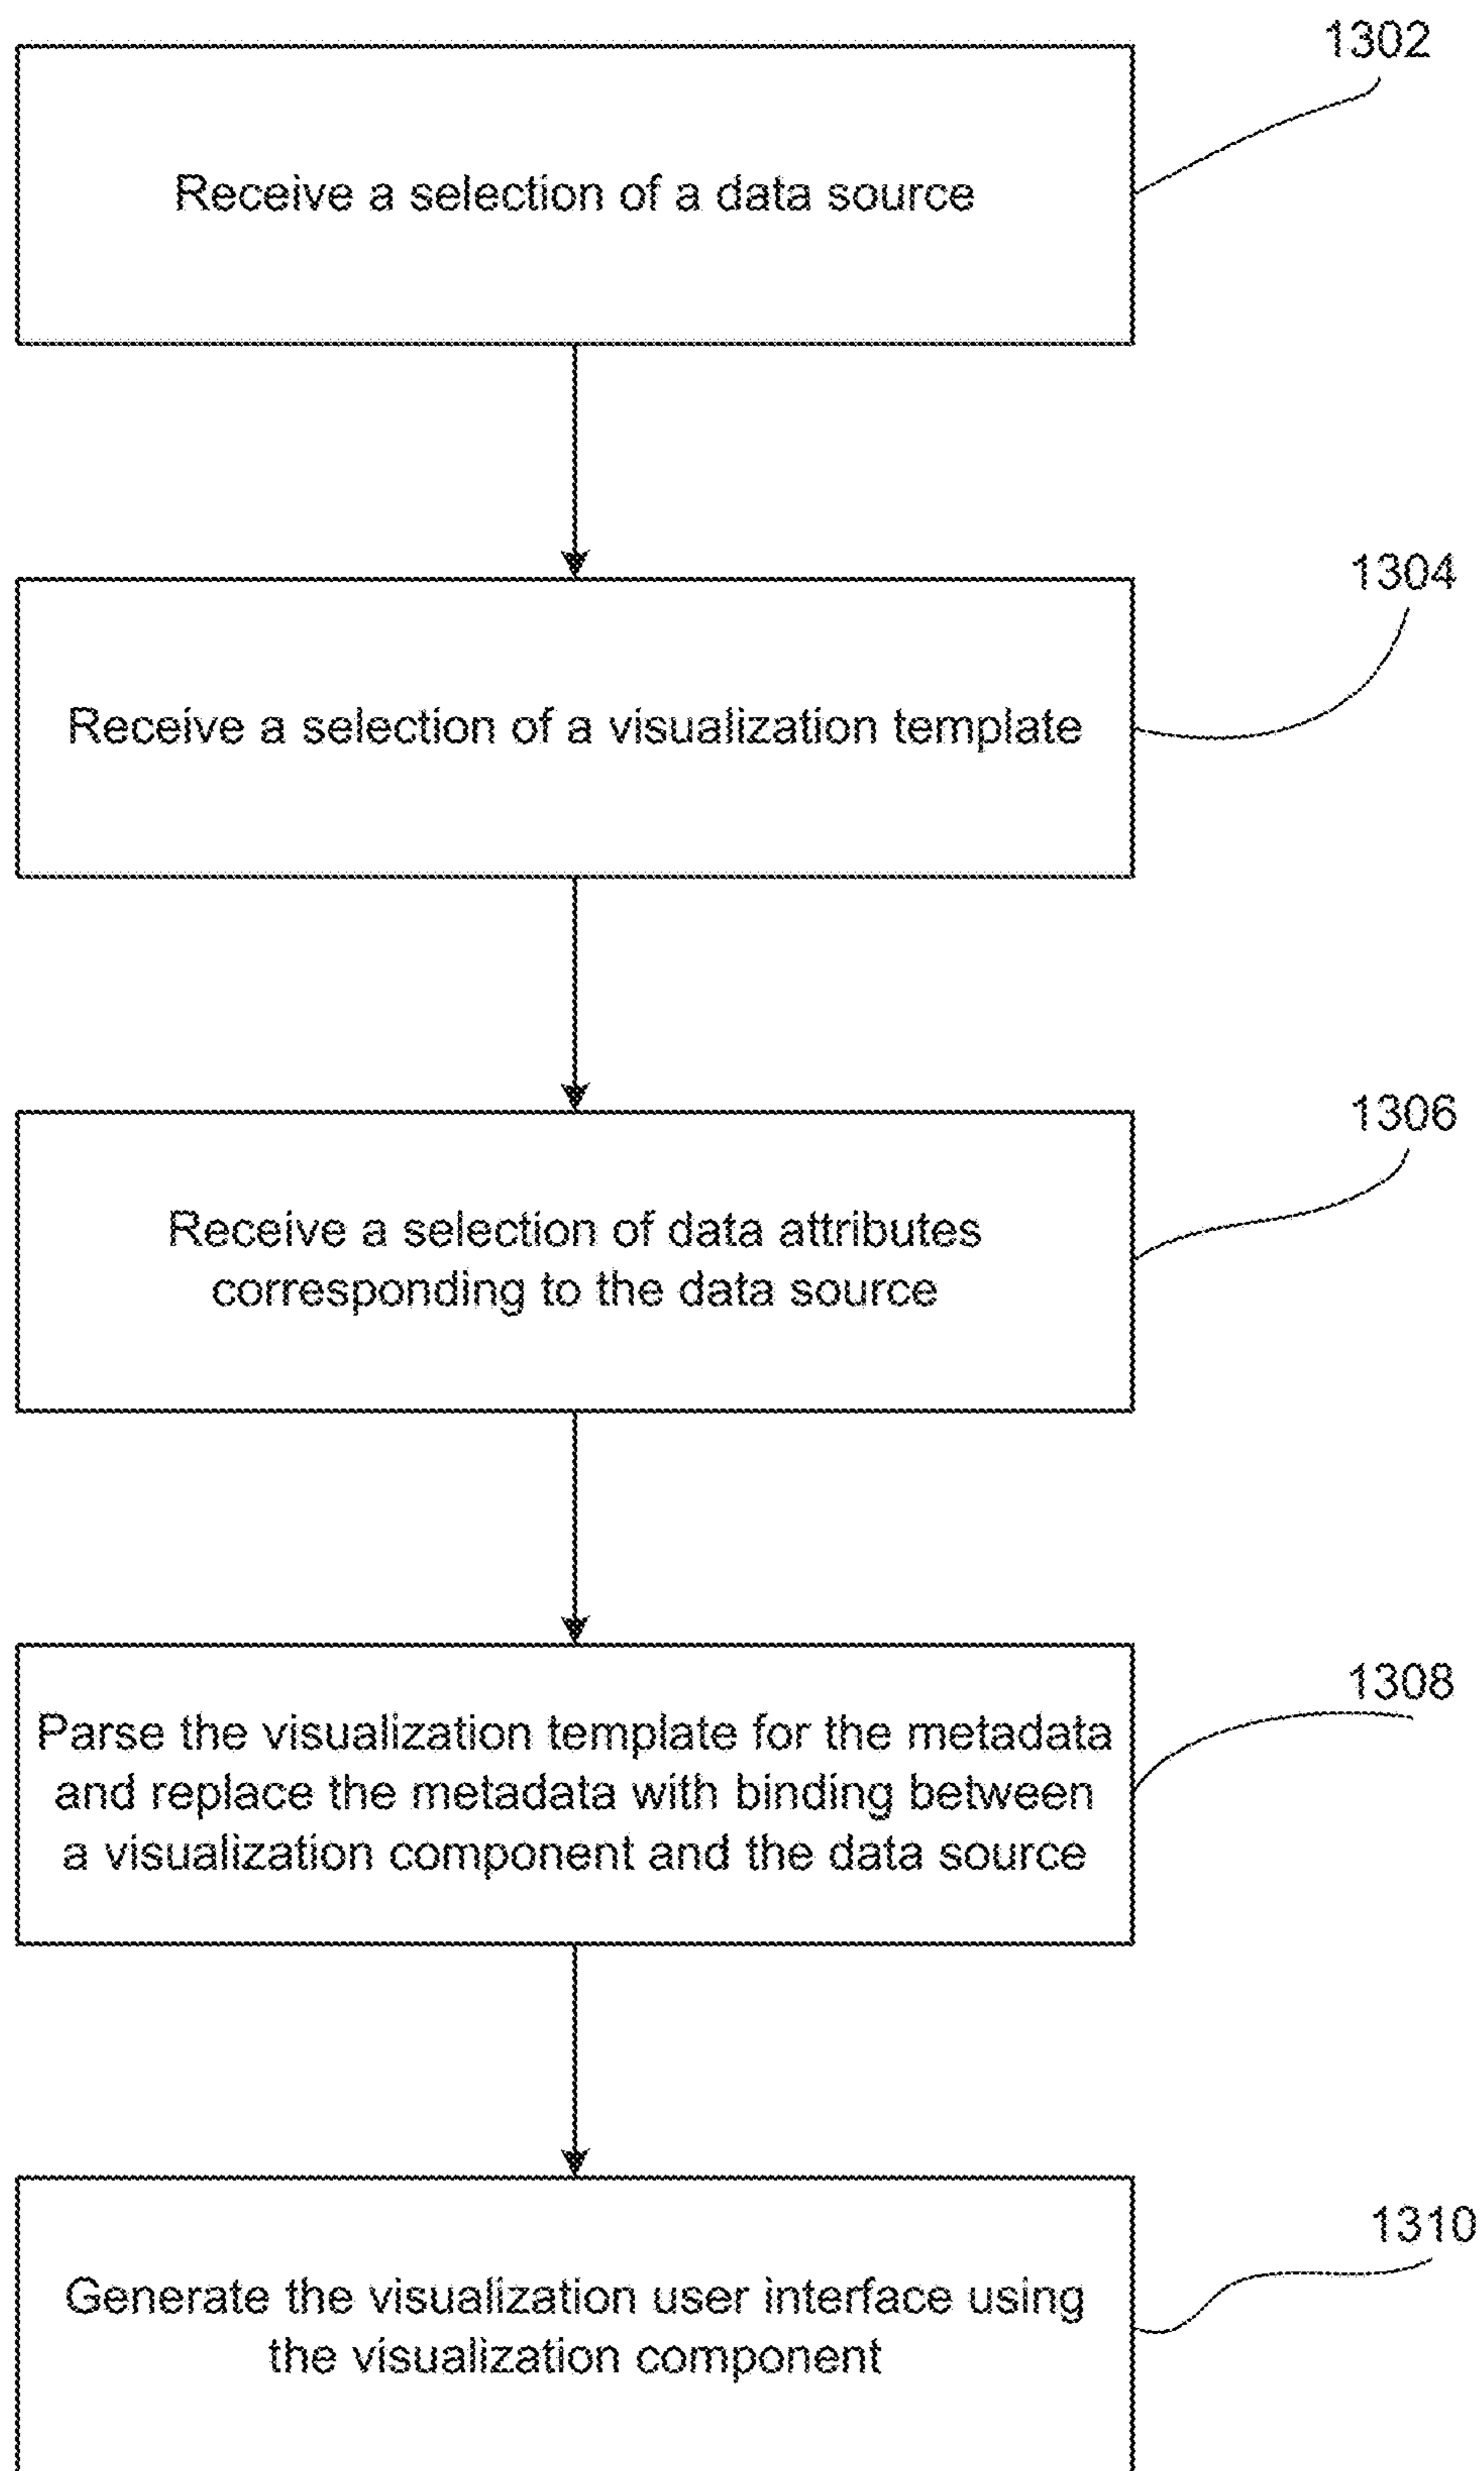 1302
Receive a selection of a data source
1304
Receive a selection of a visualization template
1306
Receive a selection of data attributes
corresponding to the data source
1308
Parse the visualization template for the metadata
and replace the metadata with binding between
a visualization component and the data source
1310
Generate the visualization user interface using
the visualization component